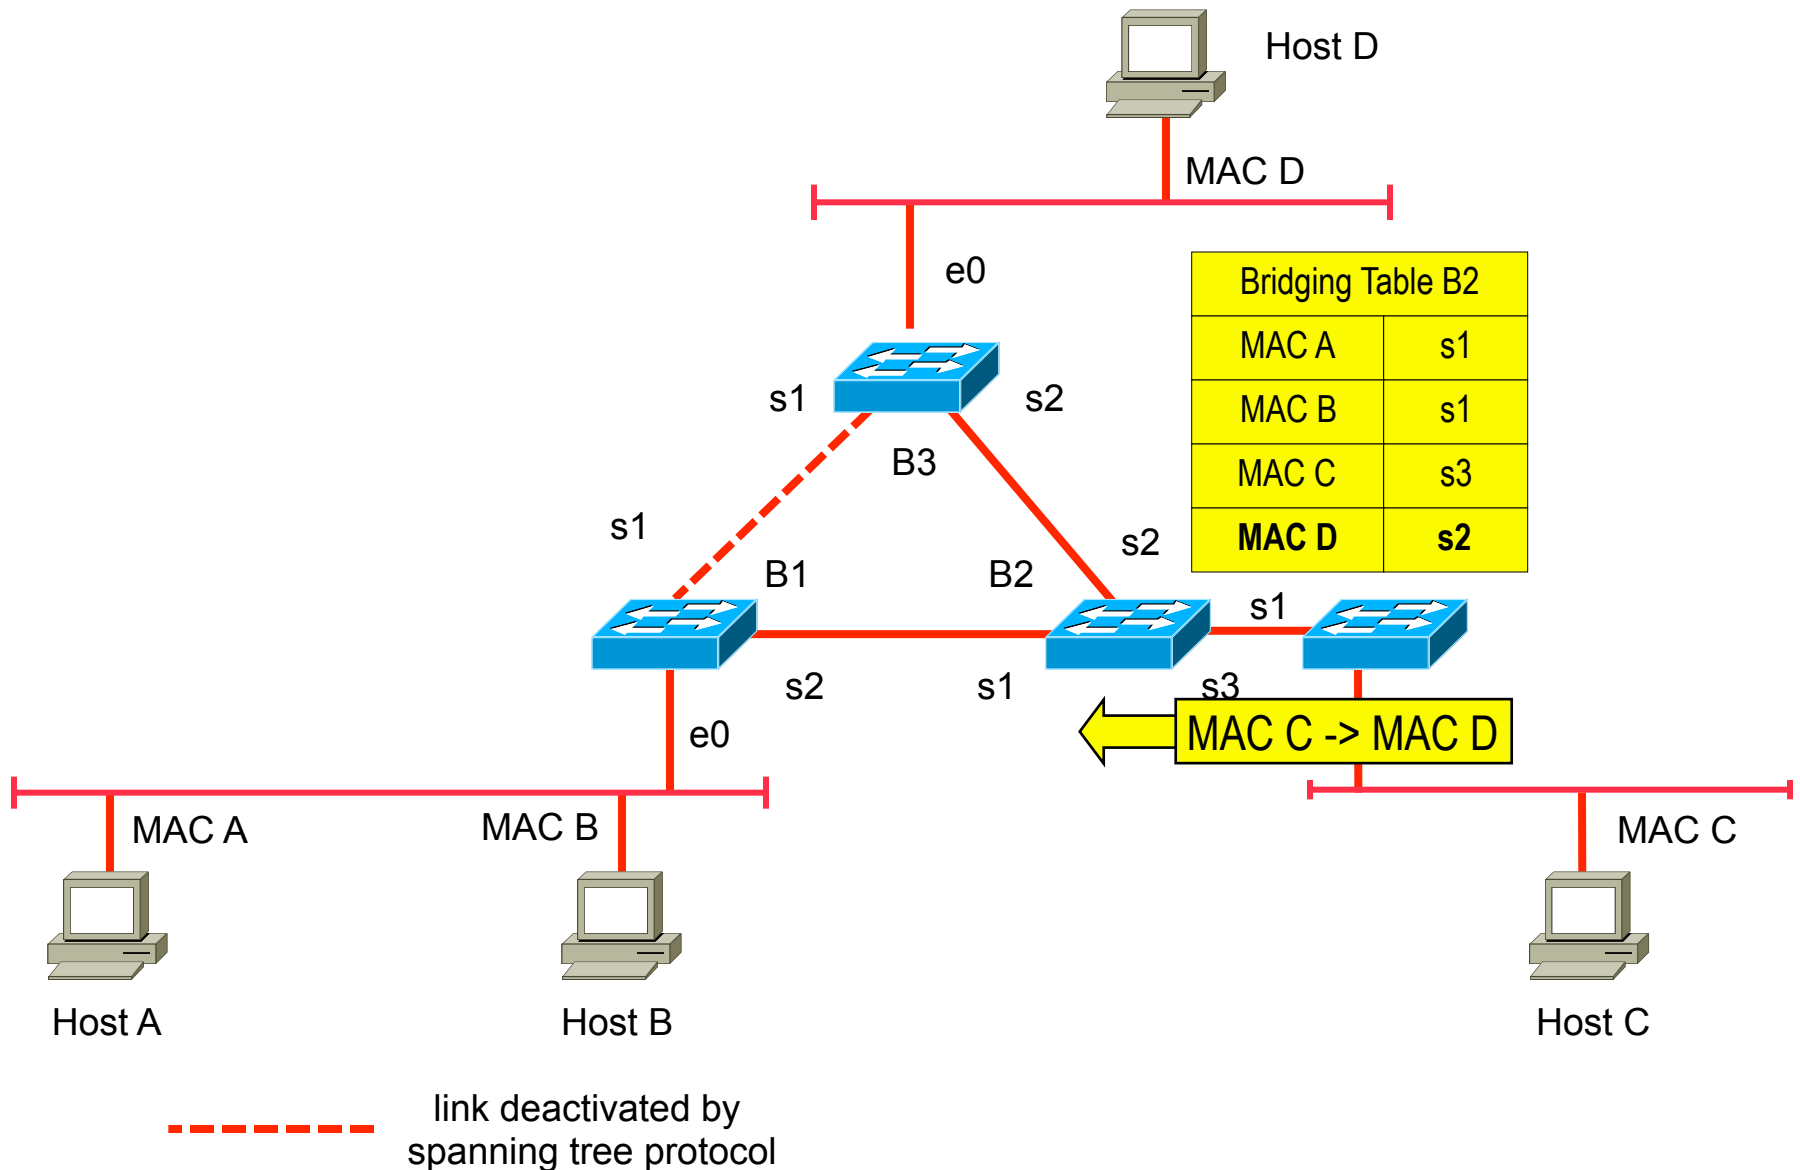 Host D
MAC D
e0
Bridging Table B2
MAC A s1
MAC B s1
MAC C s3
MAC D s2
s1
s2
B3
s1
s2
B1
B2
s1
s2
s1
s3
e0
MAC C -> MAC D
MAC A
MAC B
MAC C
Host A
Host B
Host C
link deactivated by
spanning tree protocol